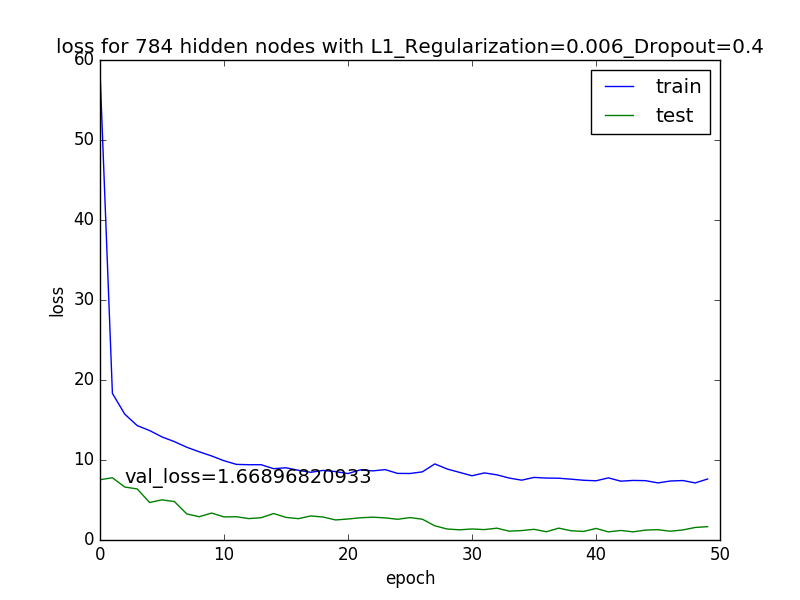 loss for 784 hidden nodes with L1_Regularization=0.006_Dropout=0.4
60
50
40
30
20
10
0
loss
train
test
val_loss=1.66896820933
0 10 20 30 40 50
epoch